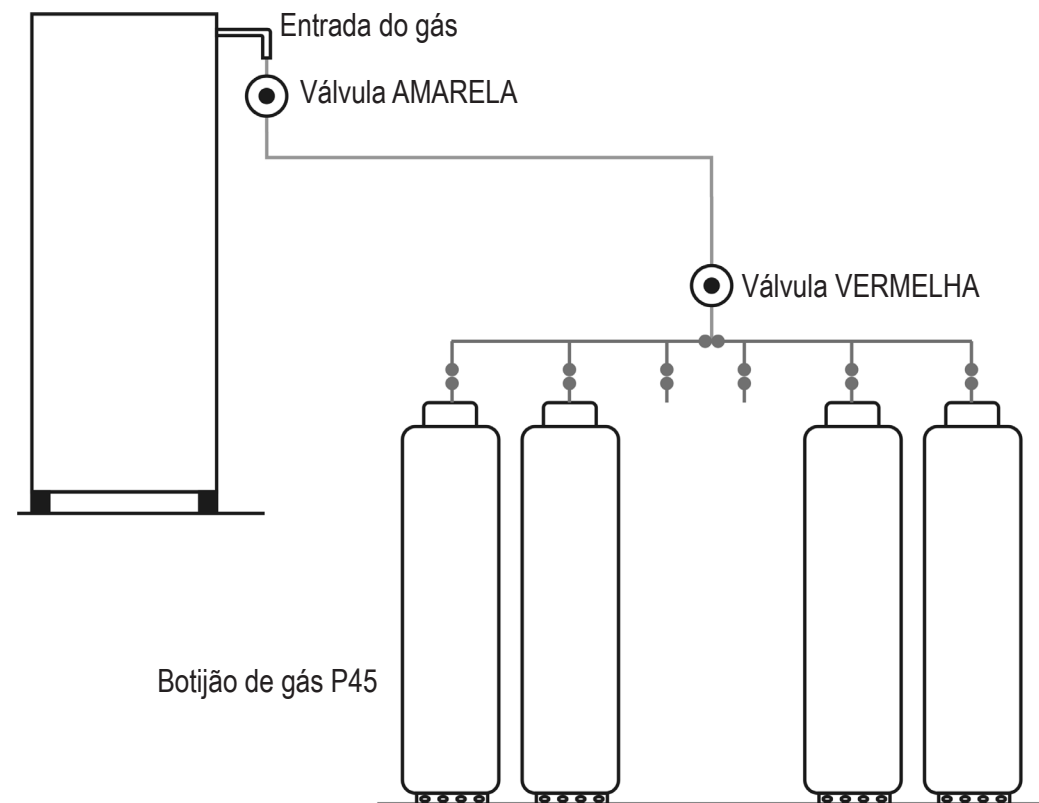 Entrada do gás
Válvula AMARELA
Válvula VERMELHA
Botijão de gás P45